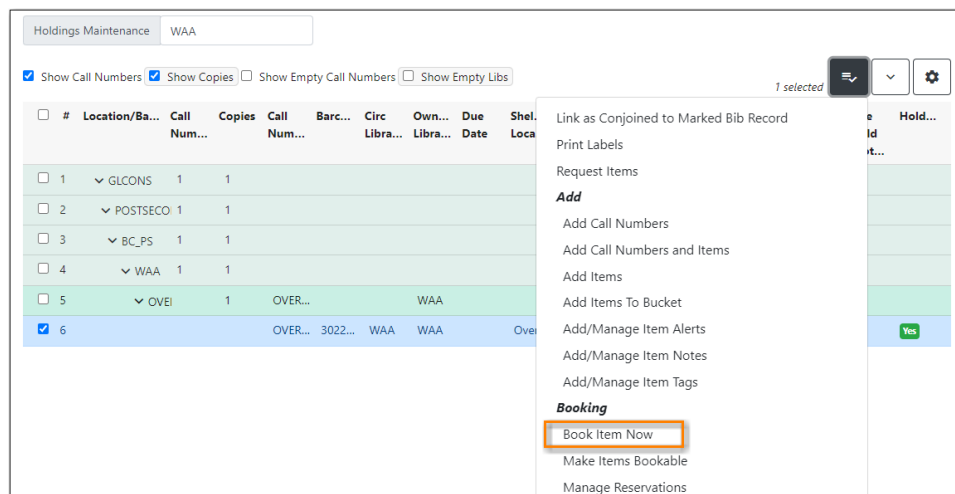 Holdings Maintenance WAA
Show Call Numbers Show Copies Show Empty Call Numbers Show Empty Libs
1 selected
# Location/Ba... Call Num... Copies Call Num... Barc... Circ Libra... Own... Libra... Due Date Shel. Loca Hold...
1 GLCONS 1 1
2 POSTSECO 1 1
3 BC_PS 1 1
4 WAA 1 1
5 OVE 1 OVER... WAA
6 OVER... 3022... WAA WAA Over Yes
Link as Conjoined to Marked Bib Record
Print Labels
Request Items
Add
Add Call Numbers
Add Call Numbers and Items
Add Items
Add Items To Bucket
Add/Manage Item Alerts
Add/Manage Item Notes
Add/Manage Item Tags
Booking
Book Item Now
Make Items Bookable
Manage Reservations